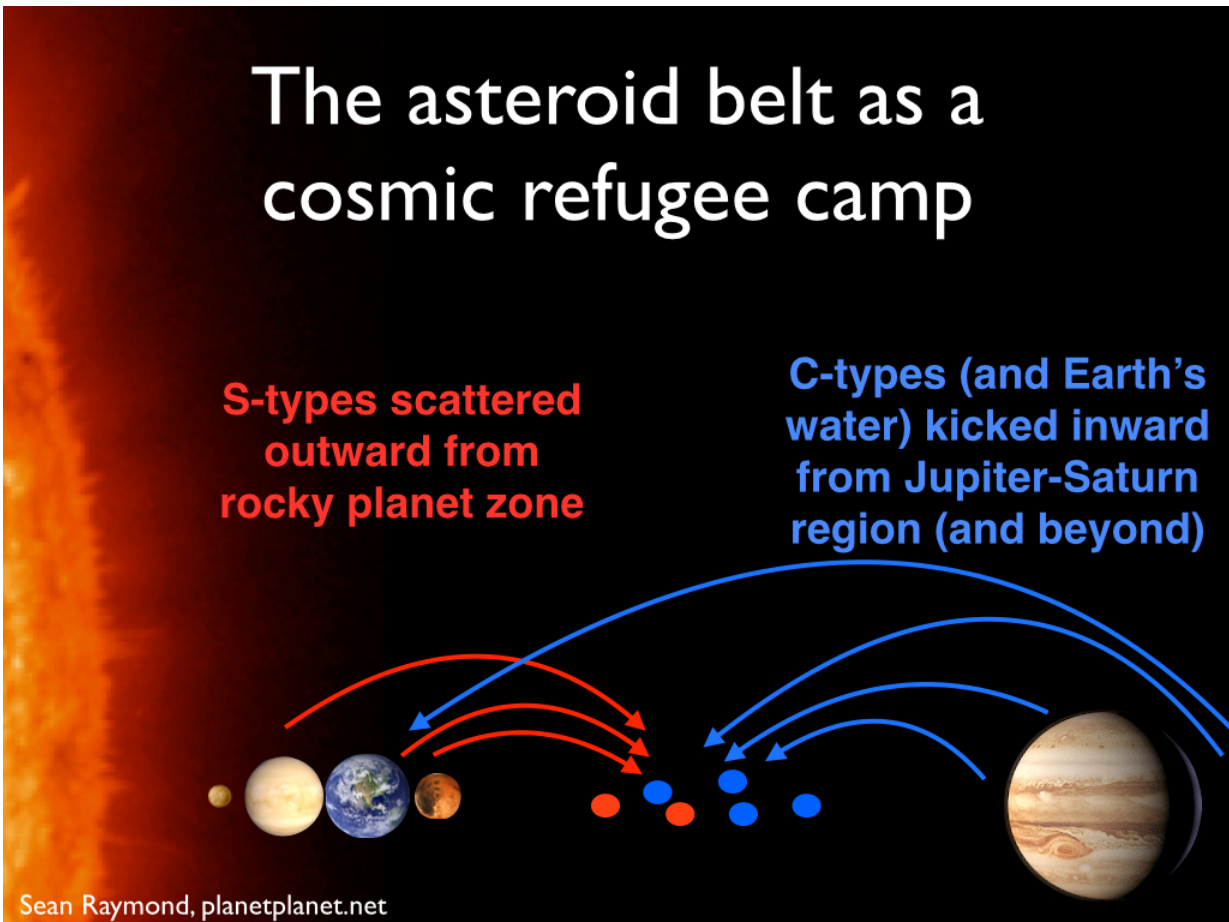 The asteroid belt as a
cosmic refugee camp
S-types scattered
outward from
rocky planet zone
C-types (and Earth’s
water) kicked inward
from Jupiter-Saturn
region (and beyond)
Sean Raymond, planetplanet.net